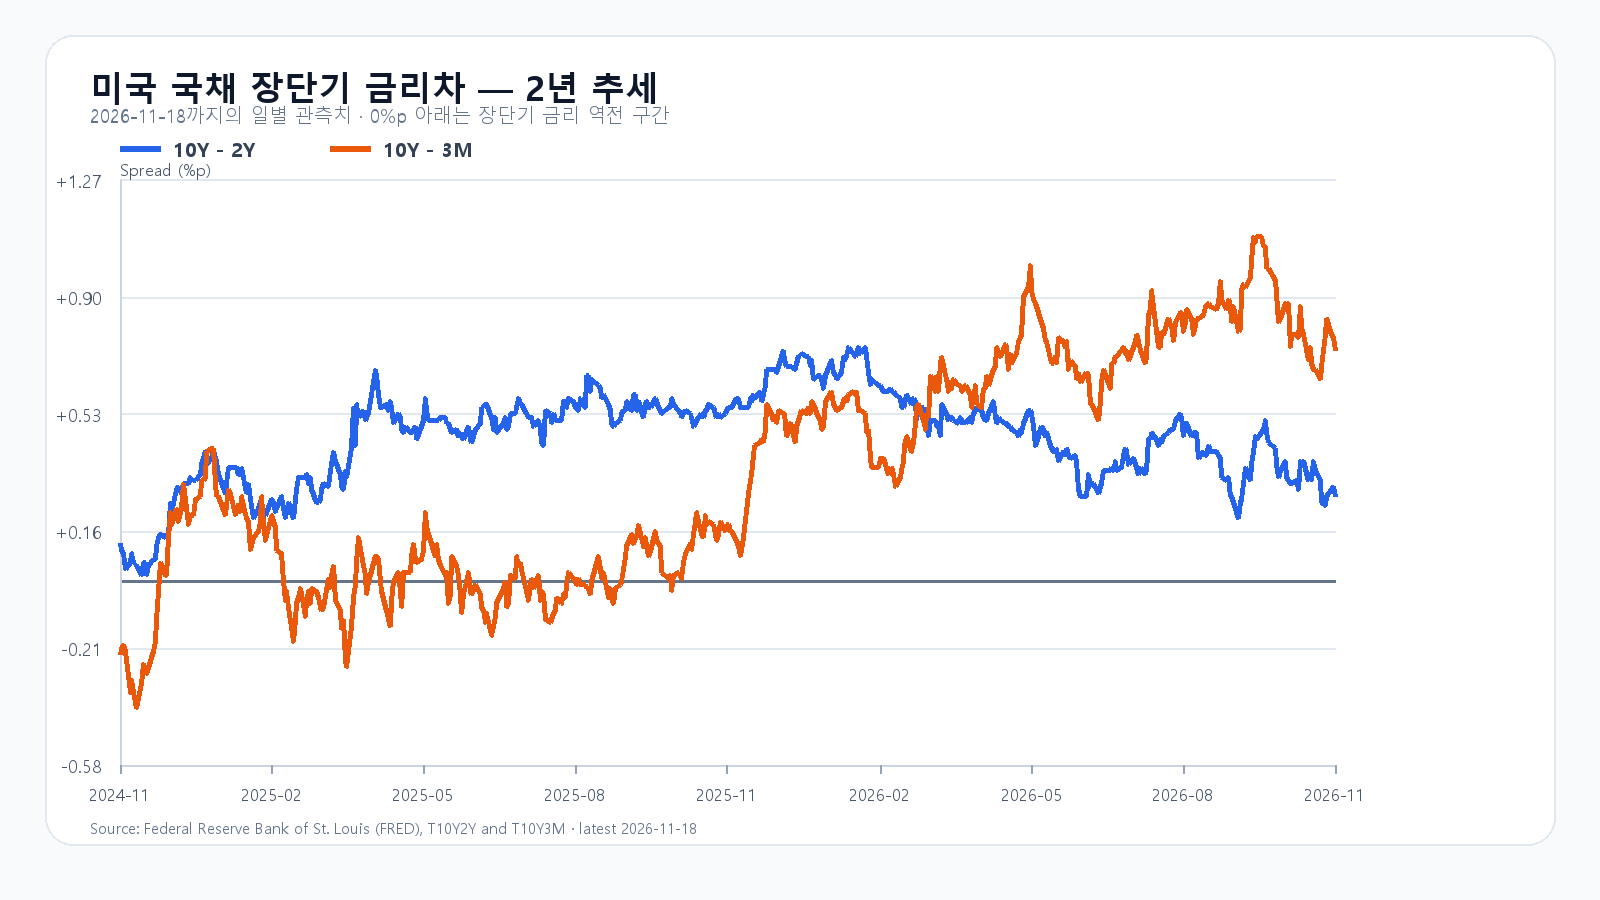 미국 국채 장단기 금리차 — 2년 추세
2026-11-18까지의 일별 관측치 · 0%p 아래는 장단기 금리 역전 구간
10Y - 2Y 10Y - 3M
Spread (%p)
+1.27
+0.90
+0.53
+0.16
-0.21
-0.58
2024-11 2025-02 2025-05 2025-08 2025-11 2026-02 2026-05 2026-08 2026-11
Source: Federal Reserve Bank of St. Louis (FRED), T10Y2Y and T10Y3M · latest 2026-11-18